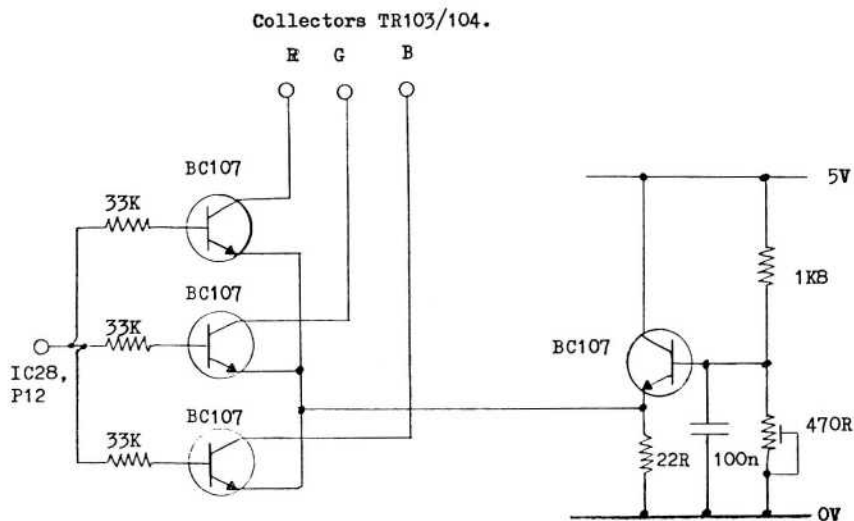 Collectors TR103/104.
R G B
BC107
33K
5V
1K8
BC107
33K
BC107
IC28,
P12
BC107
470R
33K
22R
100n
0V